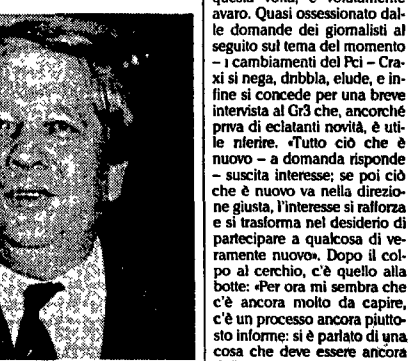 questa volta, è volutamente
avaro. Quasi ossessionato dal-
le domande dei giornalisti al
seguito sul tema del momento
– i cambiamenti del Pci – Cra-
xi si nega, dribbla, elude, e in-
fine si concede per una breve
intervista al Gr3 che, ancorché
priva di eclatanti novità, è uti-
le riferire. «Tutto ciò che è
nuovo – a domanda risponde
– suscita interesse; se poi ciò
che è nuovo va nella direzio-
ne giusta, l'interesse si rafforza
e si trasforma nel desiderio di
partecipare a qualcosa di ve-
ramente nuovo». Dopo il col-
po al cerchio, c'è quello alla
botte: «Per ora mi sembra che
c'è ancora molto da capire,
c'è un processo ancora piutto-
sto informe: si è parlato di una
cosa che deve essere ancora